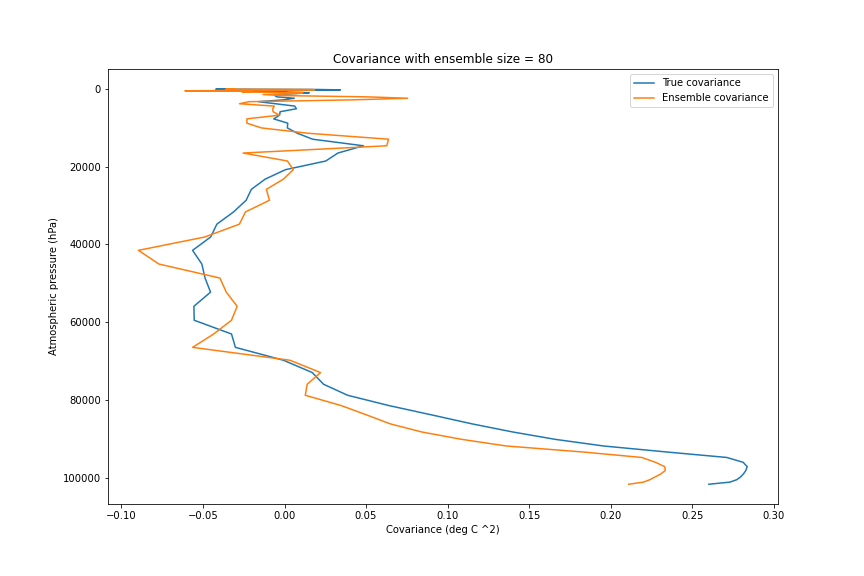 Covariance with ensemble size = 80
True covariance
Ensemble covariance
Atmospheric pressure (hPa)
0
20000
40000
60000
80000
100000
−0.10 −0.05 0.00 0.05 0.10 0.15 0.20 0.25 0.30
Covariance (deg C ^2)